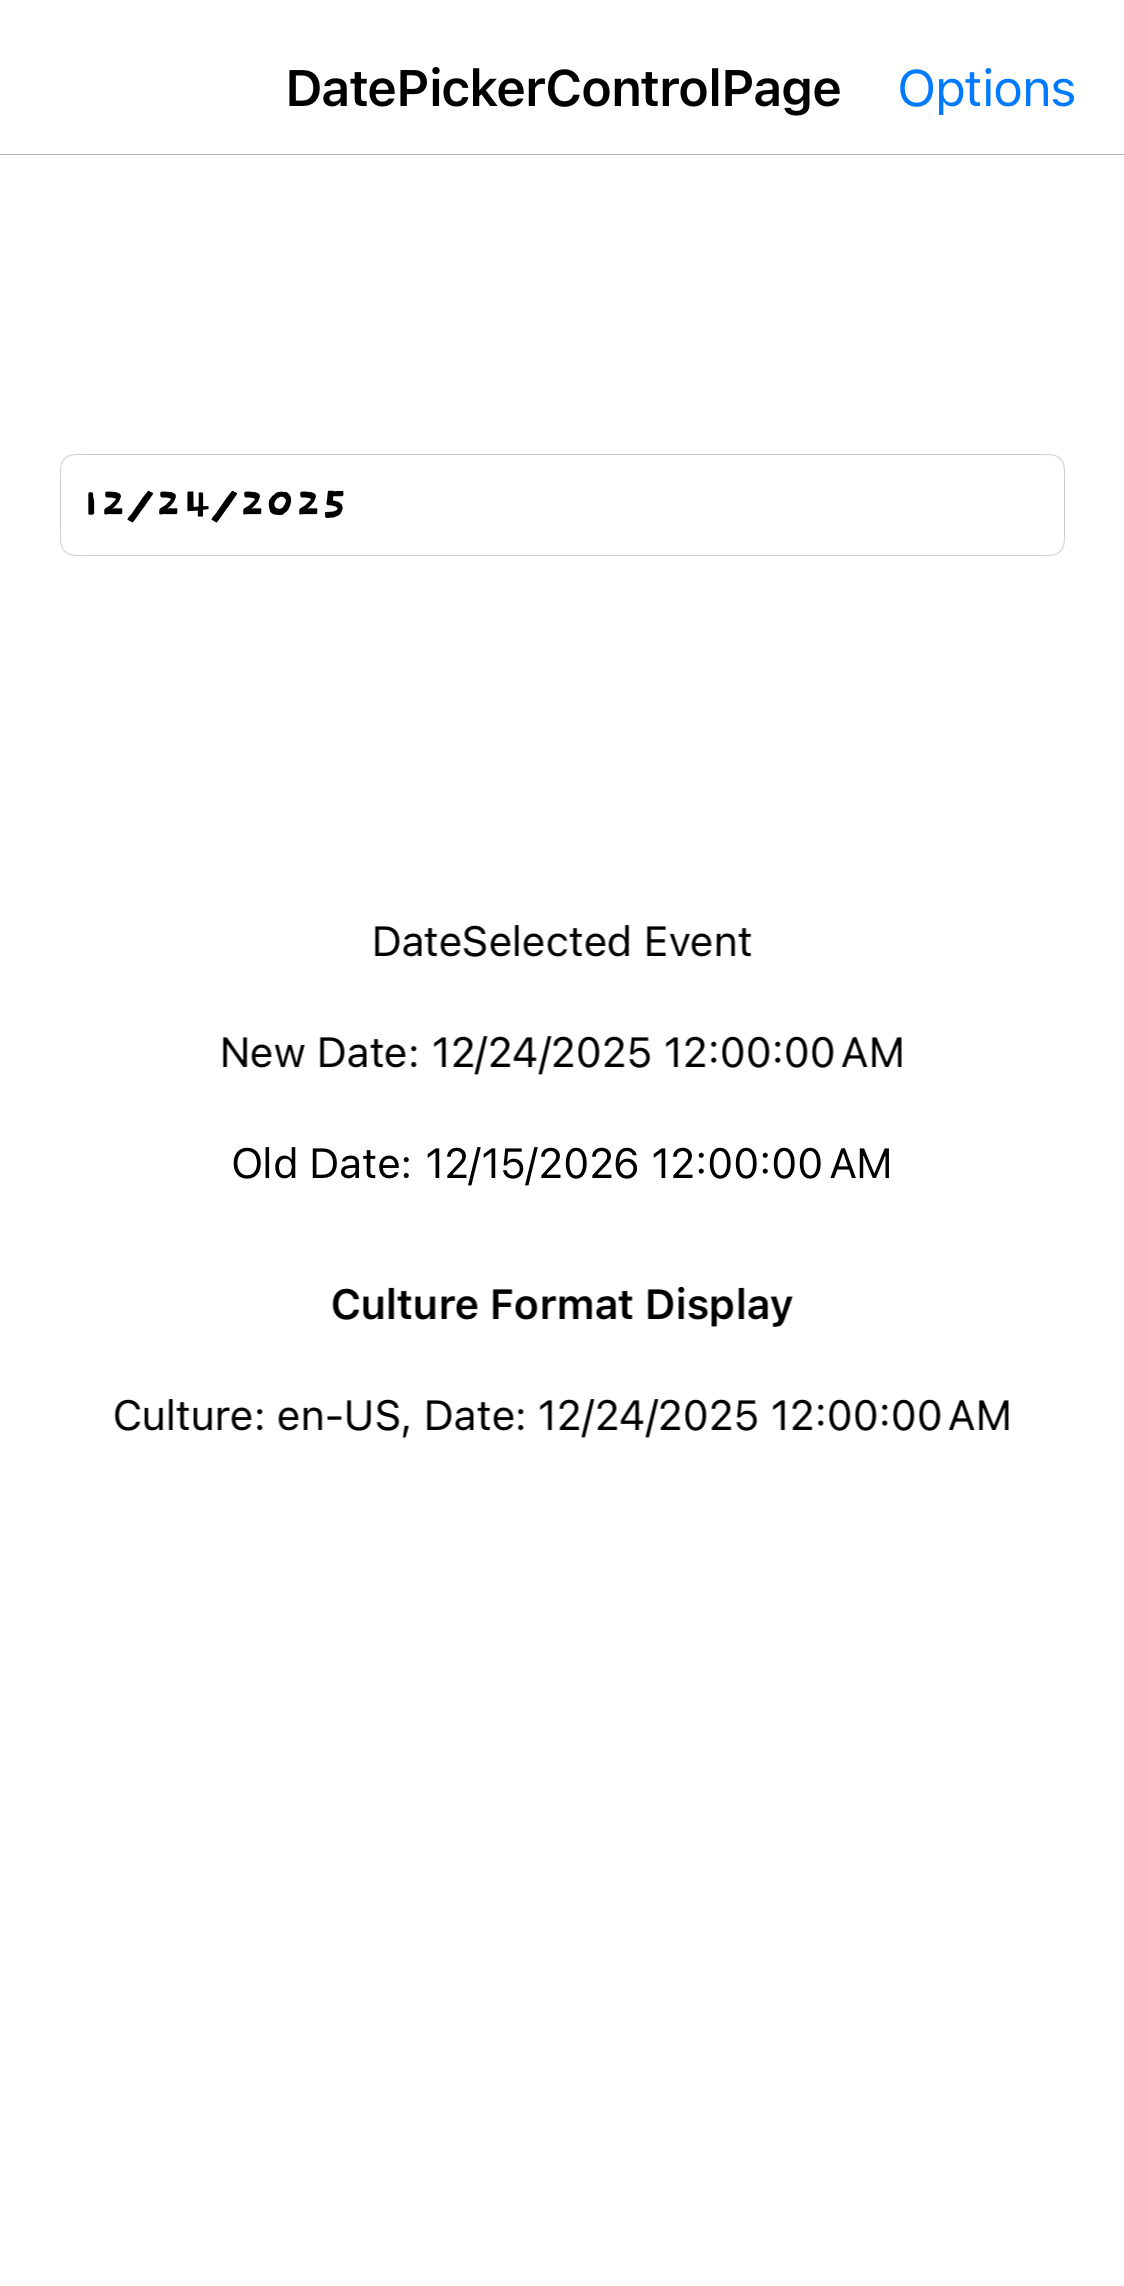 DatePickerControlPage
Options
12/24/2025
DateSelected Event
New Date: 12/24/2025 12:00:00 AM
Old Date: 12/15/2026 12:00:00 AM
Culture Format Display
Culture: en-US, Date: 12/24/2025 12:00:00 AM